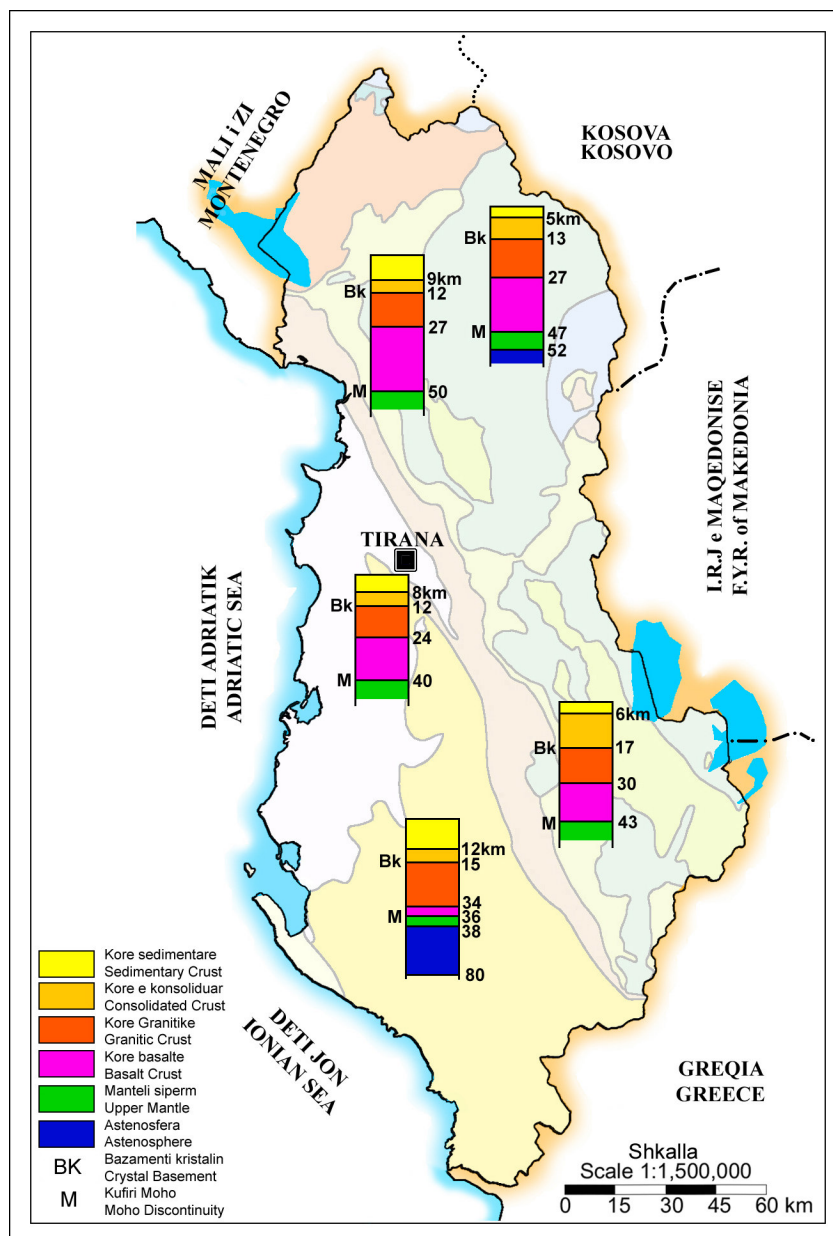 MALI i ZI
MONTENEGRO
KOSOVA
KOSOVO
5km
Bk
13
27
M
47
52
9km
Bk
12
27
M
50
I.R.J e MAQEDONISE
F.Y.R. of MAKEDONIA
TIRANA
8km
Bk
12
24
M
40
DETI ADRIATIK
ADRIATIC SEA
6km
Bk
17
30
M
43
12km
Bk
15
34
M
36
38
80
Kore sedimentare
Sedimentary Crust
Kore e konsoliduar
Consolidated Crust
Kore Granitike
Granitic Crust
Kore basalte
Basalt Crust
Manteli siperm
Upper Mantle
Astenosfera
Astenosphere
BK
Bazamenti kristalin
Crystal Basement
M
Kufiri Moho
Moho Discontinuity
DETI JON
IONIAN SEA
GREQIA
GREECE
Shkalla
Scale 1:1,500,000
0 15 30 45 60 km